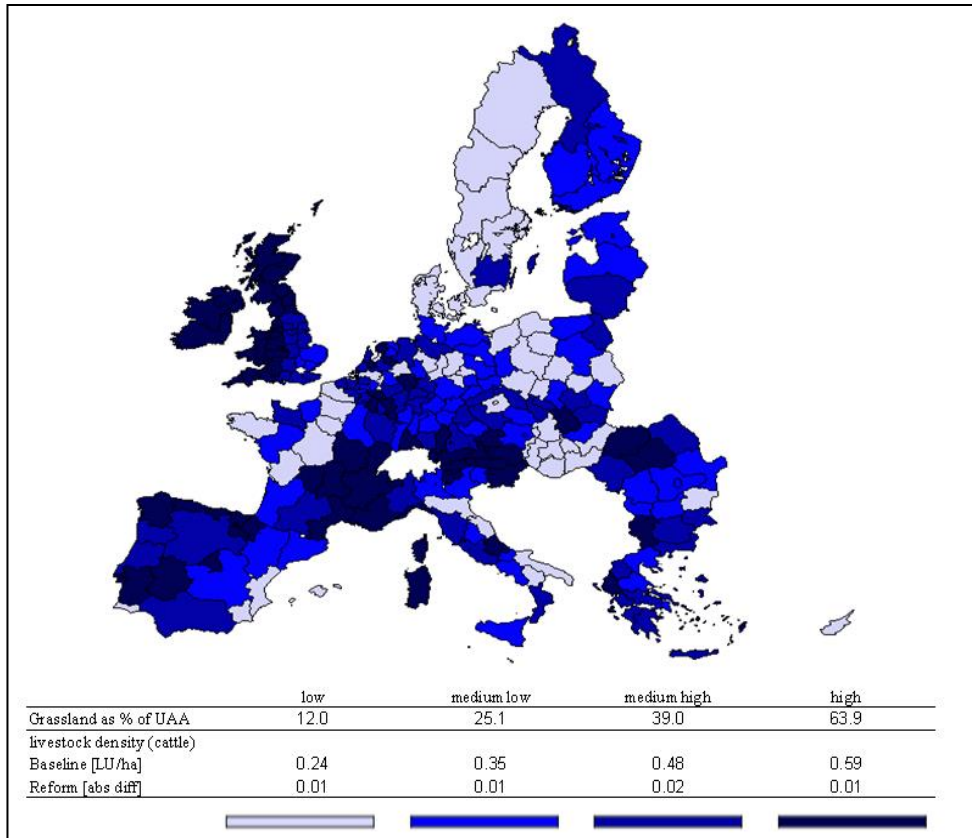 low medium low medium high high
Grassland as % of UAA 12.0 25.1 39.0 63.9
livestock density (cattle)
Baseline [LU/ha] 0.24 0.35 0.48 0.59
Reform [abs diff] 0.01 0.01 0.02 0.01